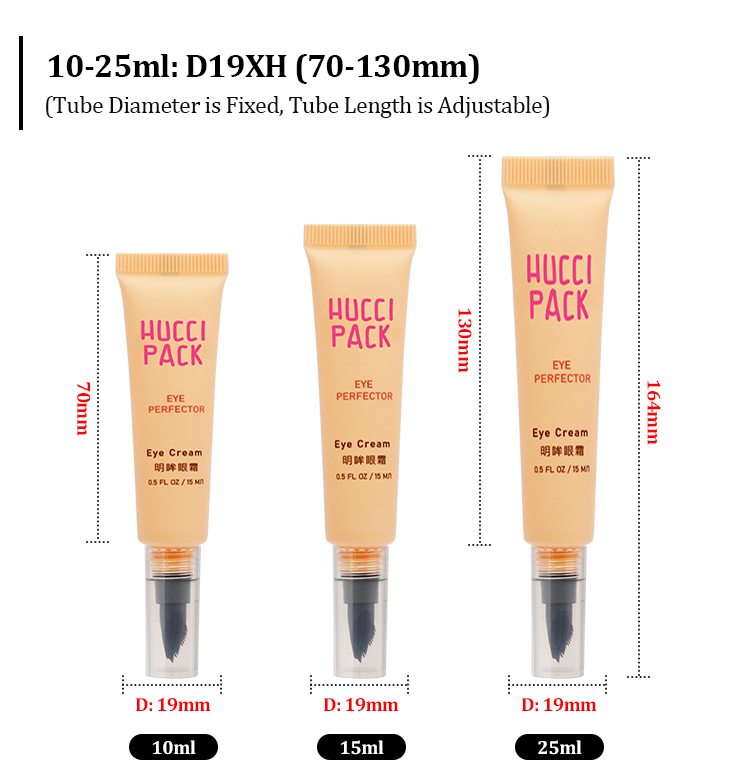 10-25ml: D19XH (70-130mm)
(Tube Diameter is Fixed, Tube Length is Adjustable)
70mm
HUCCI
PACK
EYE
PERFECTOR
Eye Cream
明眸眼霜
0.5 FL OZ / 15 МЛ
HUCCI
PACK
EYE
PERFECTOR
Eye Cream
明眸眼霜
0.5 FL OZ / 15 МЛ
130mm
HUCCI
PACK
EYE
PERFECTOR
Eye Cream
明眸眼霜
0.5 FL OZ / 15 МЛ
164mm
D: 19mm
D: 19mm
D: 19mm
10ml
15ml
25ml